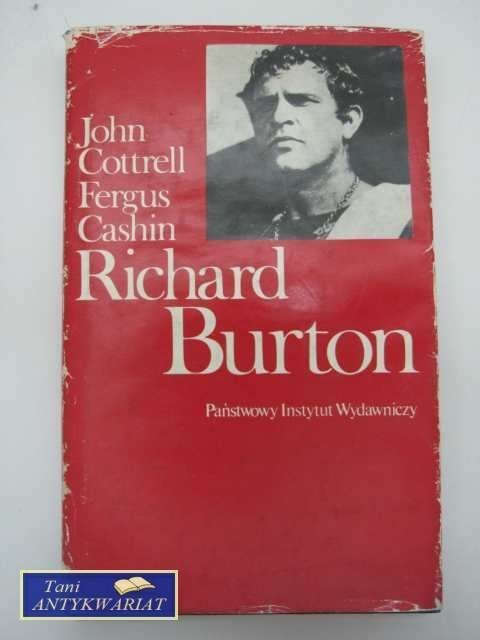 John
Cottrell
Fergus
Cashin
Richard
Burton
Państwowy Instytut Wydawniczy
Tani
ANTYKWARIAT